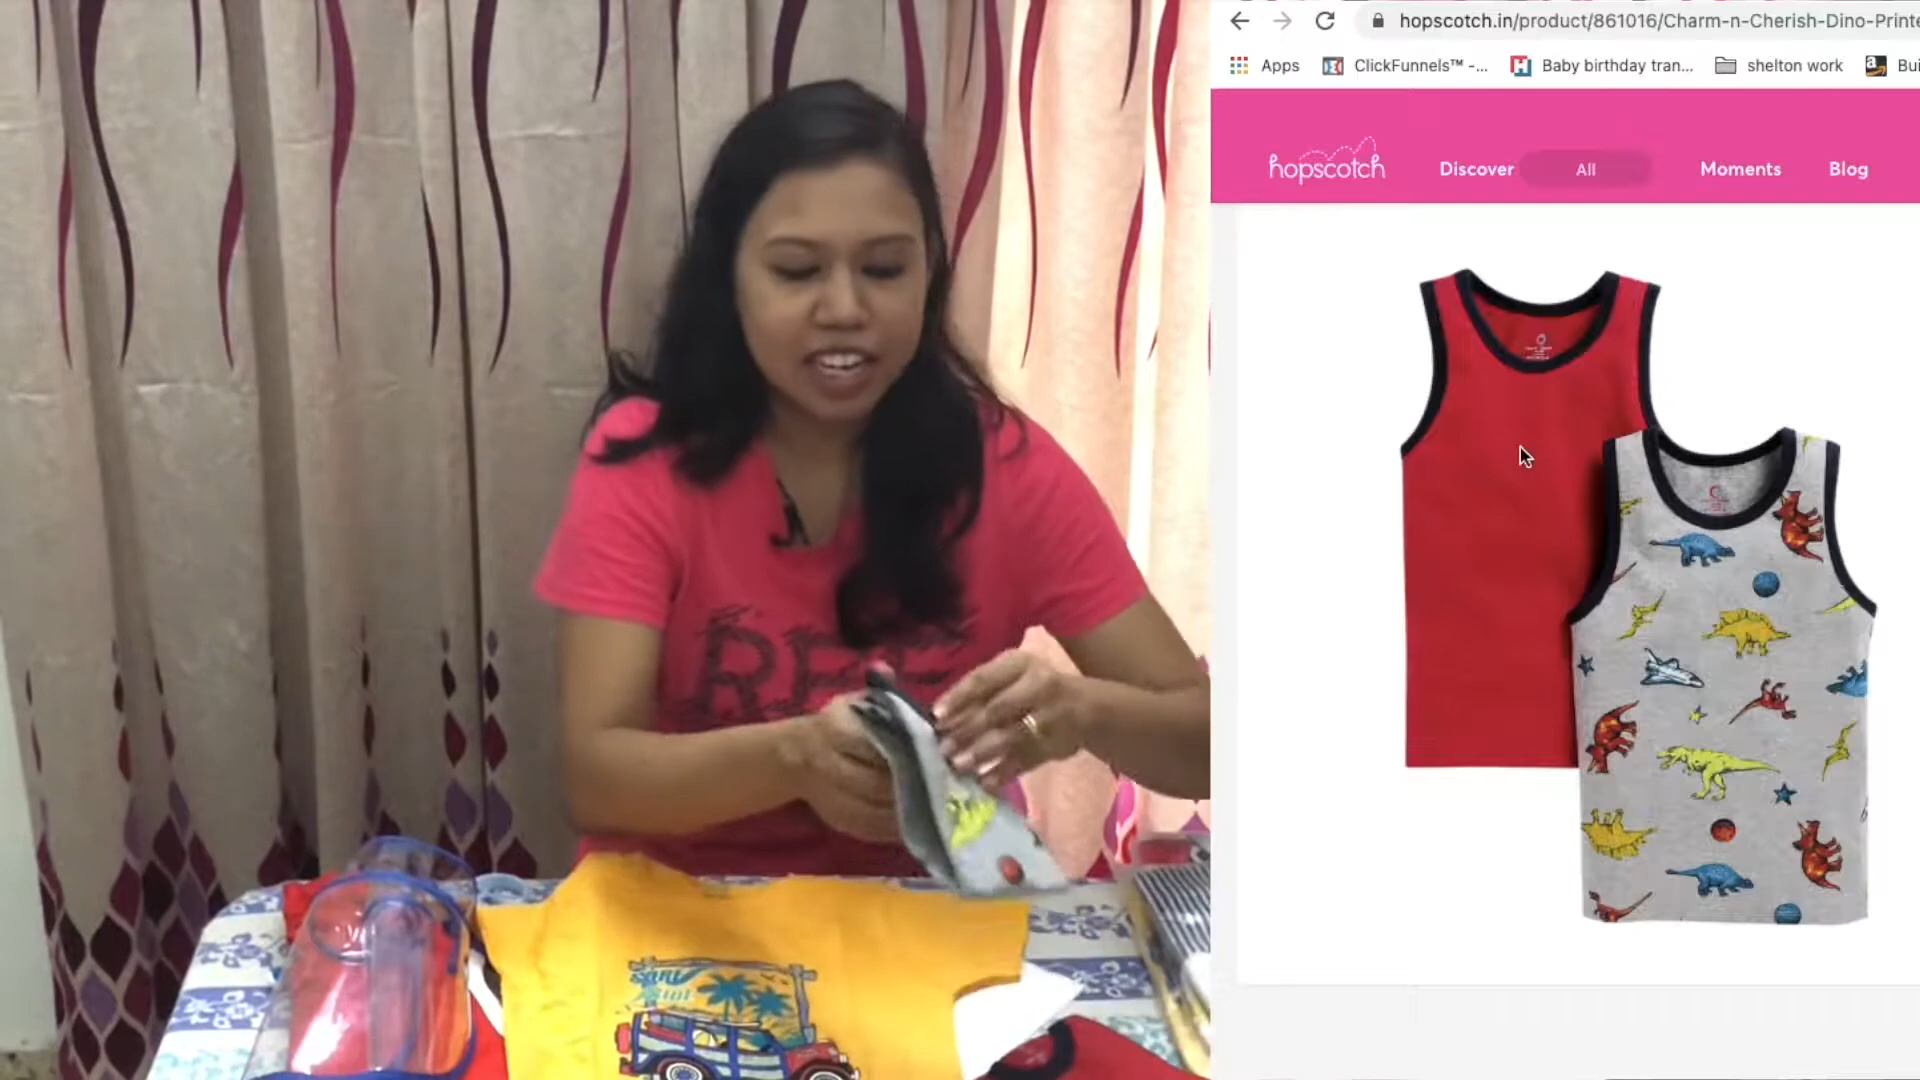 hopscotch.in/product/861016/Charm-n-Cherish-Dino-Printe
Apps
ClickFunnels™ -...
Baby birthday tran...
shelton work
Bui
hopscotch
Discover
All
Moments
Blog